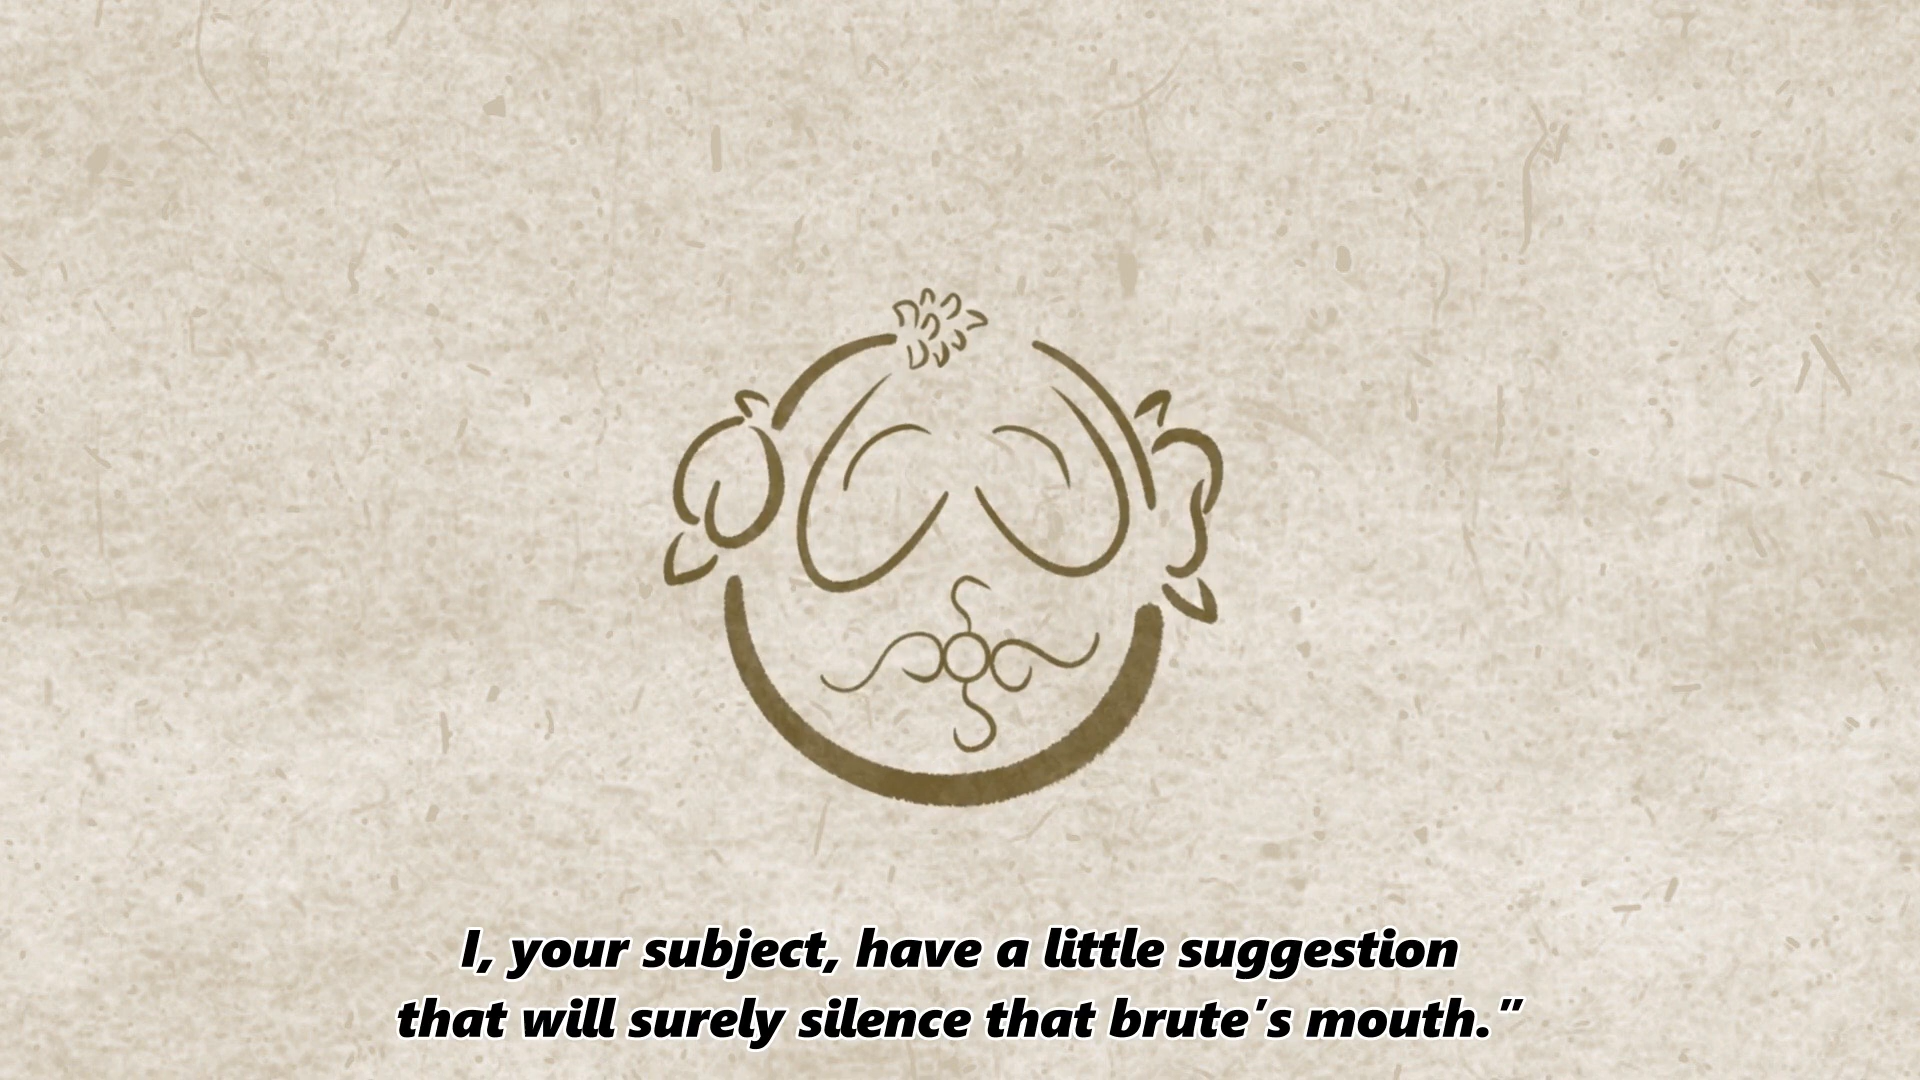 I, your subject, have a little suggestion
that will surely silence that brute's mouth.”